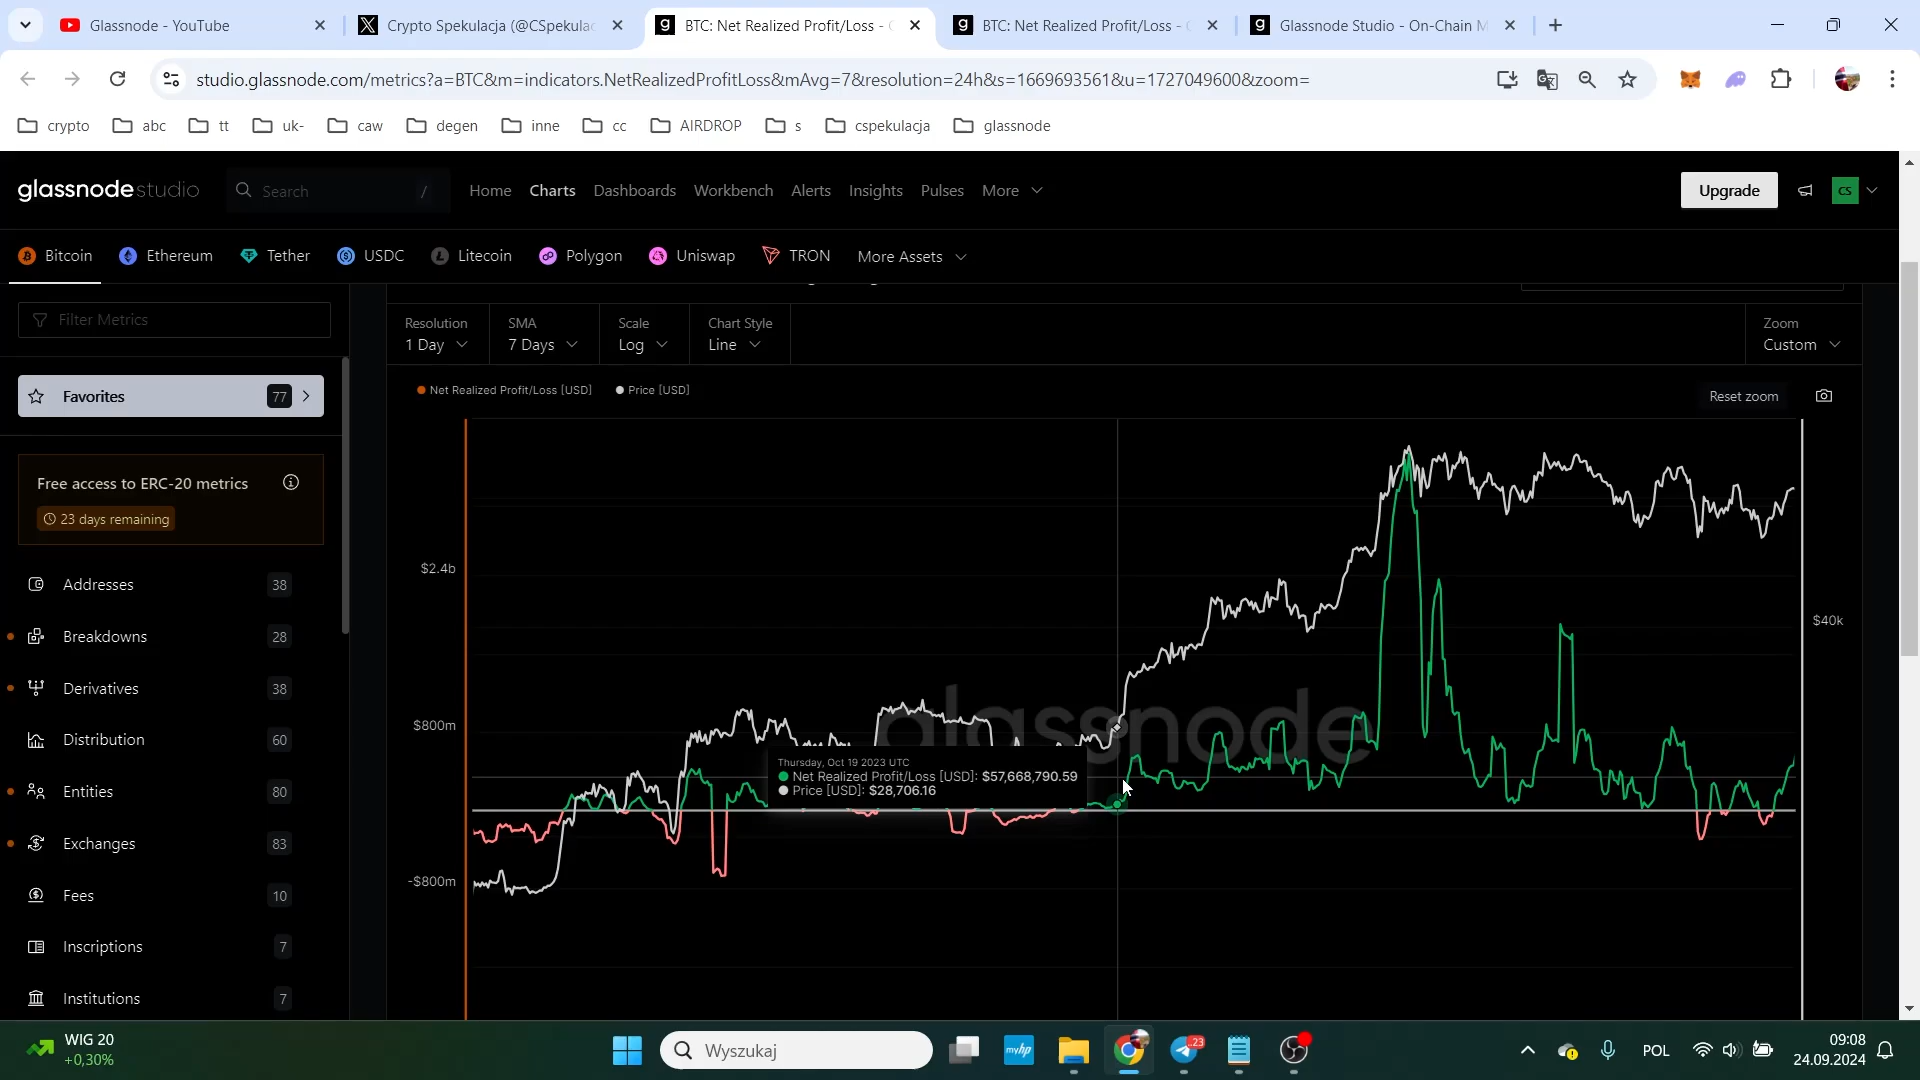 Glassnode - YouTube
Crypto Spekulacja (@CSpekulac
BTC: Net Realized Profit/Loss -
BTC: Net Realized Profit/Loss -
Glassnode Studio - On-Chain M
studio.glassnode.com/metrics?a=BTC&m=indicators.NetRealizedProfitLoss&mAvg=7&resolution=24h&s=1669693561&u=1727049600&zoom=
crypto abc tt uk- caw degen inne cc AIRDROP s cspekulacja glassnode
glassnodestudio
Search /
Home Charts Dashboards Workbench Alerts Insights Pulses More
Upgrade
CS
Bitcoin Ethereum Tether USDC Litecoin Polygon Uniswap TRON More Assets
Filter Metrics
Favorites 77
Free access to ERC-20 metrics
23 days remaining
Addresses 38
Breakdowns 28
Derivatives 38
Distribution 60
Entities 80
Exchanges 83
Fees 10
Inscriptions 7
Institutions 7
Resolution SMA Scale Chart Style Zoom
1 Day 7 Days Log Line Custom
Net Realized Profit/Loss [USD] Price [USD]
Reset zoom
$2.4b
$40k
$800m
-$800m
glassnode
Thursday, Oct 19 2023 UTC
Net Realized Profit/Loss [USD]: $57,668,790.59
Price [USD]: $28,706.16
WIG 20
+0,30%
Wyszukaj
myhp
23
POL
09:08
24.09.2024